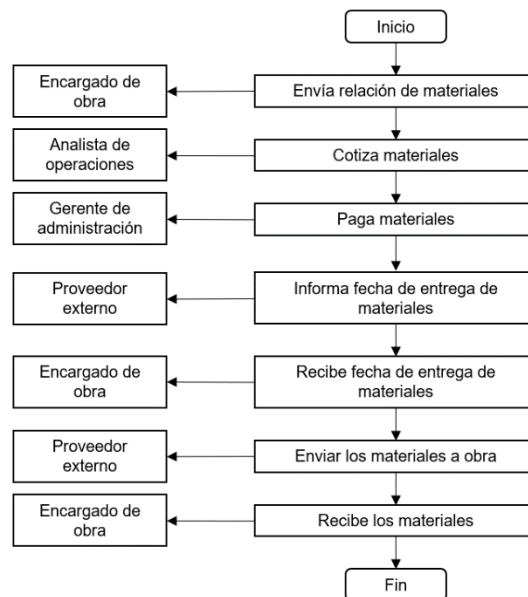 Inicio
Encargado de
obra
Envía relación de materiales
Analista de
operaciones
Cotiza materiales
Gerente de
administración
Paga materiales
Proveedor
externo
Informa fecha de entrega de
materiales
Encargado de
obra
Recibe fecha de entrega de
materiales
Proveedor
externo
Enviar los materiales a obra
Encargado de
obra
Recibe los materiales
Fin